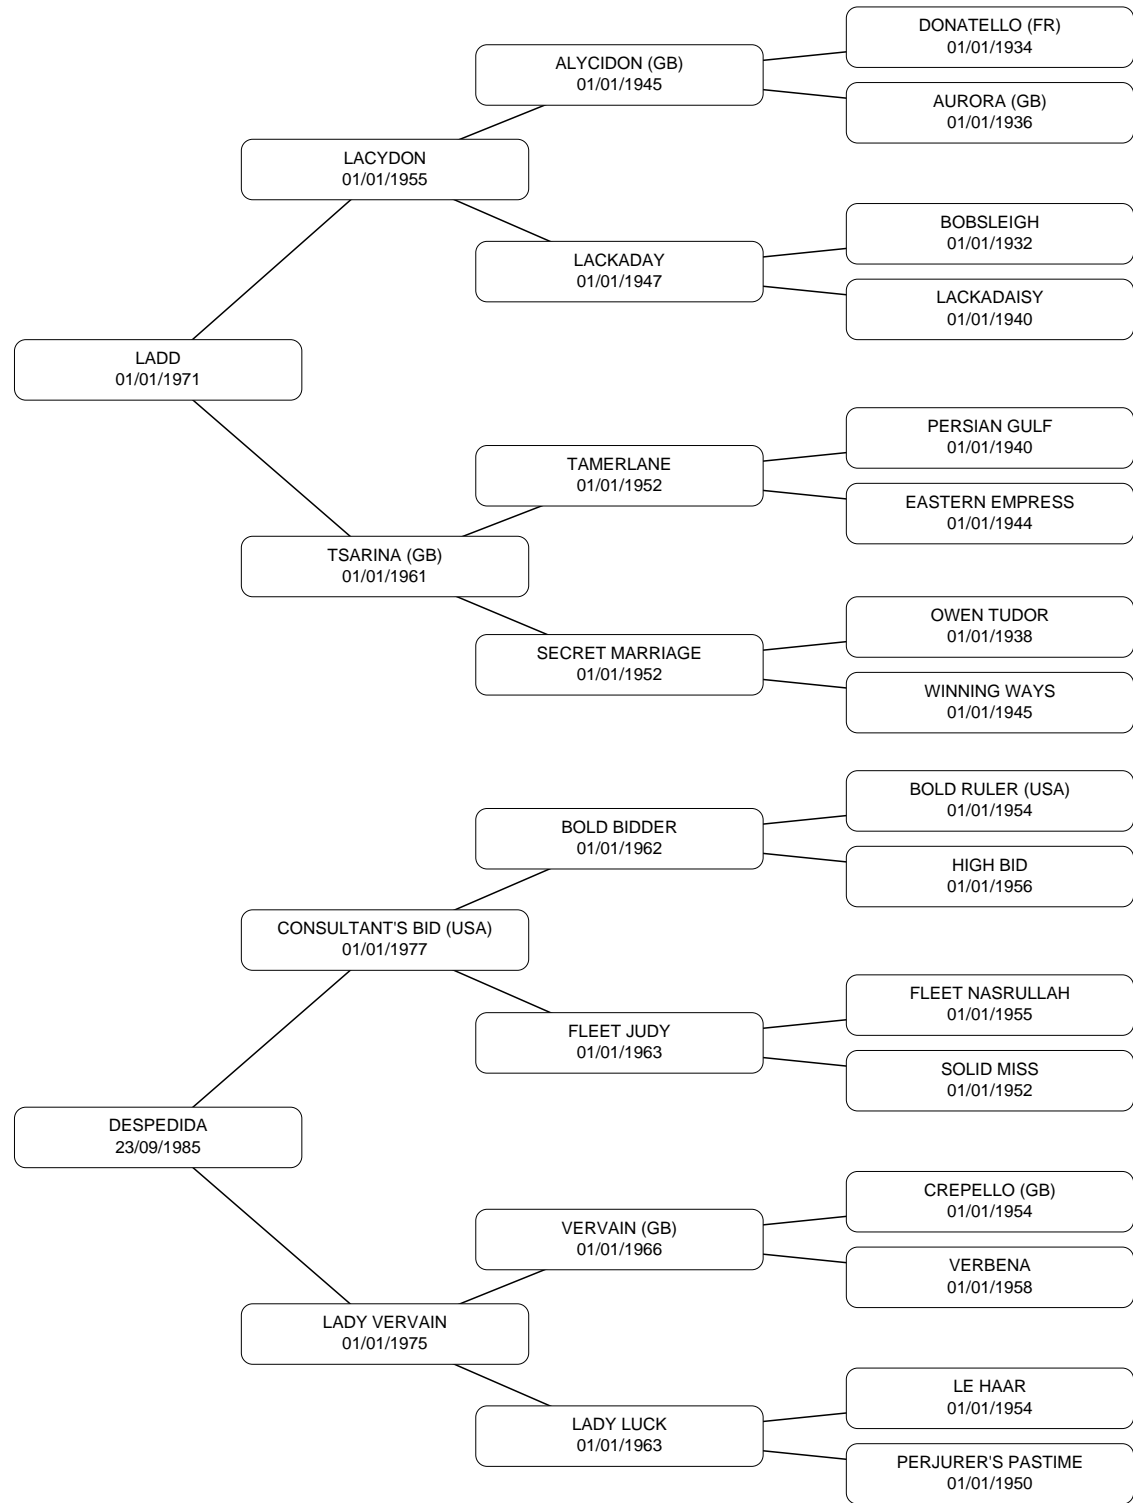 DONATELLO (FR)
01/01/1934
ALYCIDON (GB)
01/01/1945
AURORA (GB)
01/01/1936
LACYDON
01/01/1955
BOBSLEIGH
01/01/1932
LACKADAY
01/01/1947
LACKADAISY
01/01/1940
LADD
01/01/1971
PERSIAN GULF
01/01/1940
TAMERLANE
01/01/1952
EASTERN EMPRESS
01/01/1944
TSARINA (GB)
01/01/1961
OWEN TUDOR
01/01/1938
SECRET MARRIAGE
01/01/1952
WINNING WAYS
01/01/1945
BOLD RULER (USA)
01/01/1954
BOLD BIDDER
01/01/1962
HIGH BID
01/01/1956
CONSULTANT'S BID (USA)
01/01/1977
FLEET NASRULLAH
01/01/1955
FLEET JUDY
01/01/1963
SOLID MISS
01/01/1952
DESPEDIDA
23/09/1985
CREPELLO (GB)
01/01/1954
VERVAIN (GB)
01/01/1966
VERBENA
01/01/1958
LADY VERVAIN
01/01/1975
LE HAAR
01/01/1954
LADY LUCK
01/01/1963
PERJURER'S PASTIME
01/01/1950